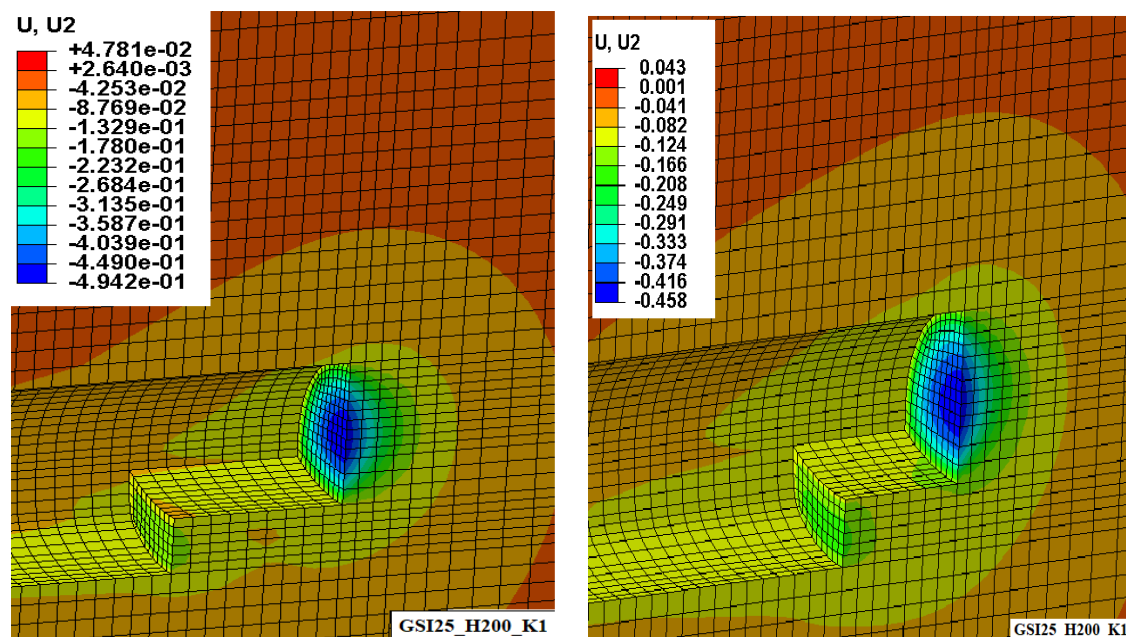 U, U2
+4.781e-02
+2.640e-03
-4.253e-02
-8.769e-02
-1.329e-01
-1.780e-01
-2.232e-01
-2.684e-01
-3.135e-01
-3.587e-01
-4.039e-01
-4.490e-01
-4.942e-01
GSI25_H200_K1
U, U2
0.043
0.001
-0.041
-0.082
-0.124
-0.166
-0.208
-0.249
-0.291
-0.333
-0.374
-0.416
-0.458
GSI25_H200_K1